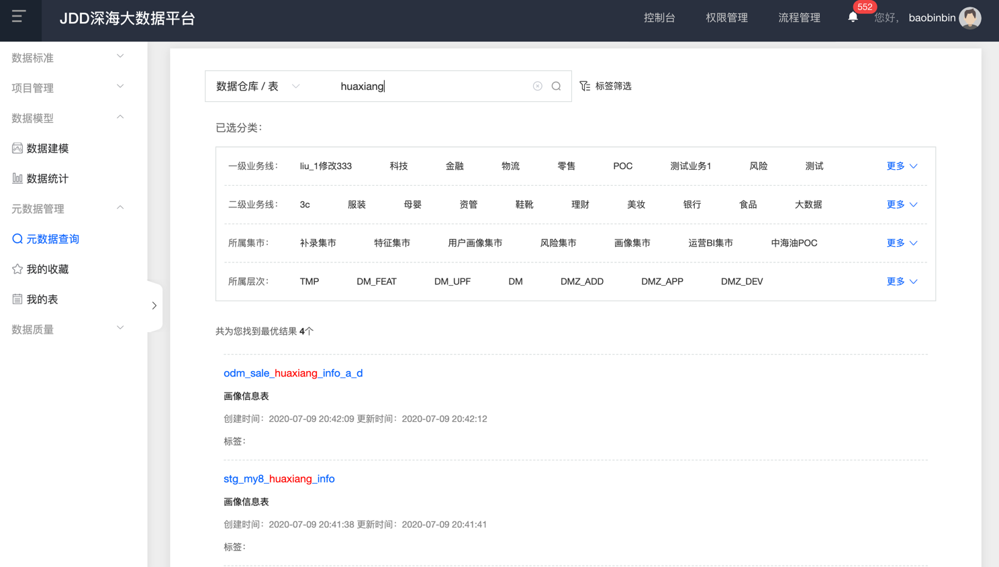 JDD深海大数据平台
控制台 权限管理 流程管理 552 您好, baobinbin
数据标准
项目管理
数据模型
数据建模
数据统计
元数据管理
元数据查询
我的收藏
我的表
数据质量
数据仓库 / 表 huaxiang 标签筛选
已选分类：
一级业务线： liu_1修改333 科技 金融 物流 零售 POC 测试业务1 风险 测试 更多
二级业务线： 3c 服装 母婴 资管 鞋靴 理财 美妆 银行 食品 大数据 更多
所属集市： 补录集市 特征集市 用户画像集市 风险集市 画像集市 运营BI集市 中海油POC 更多
所属层次： TMP DM_FEAT DM_UPF DM DMZ_ADD DMZ_APP DMZ_DEV 更多
共为您找到最优结果 4个
odm_sale_huaxiang_info_a_d
画像信息表
创建时间：2020-07-09 20:42:09 更新时间：2020-07-09 20:42:12
标签：
stg_my8_huaxiang_info
画像信息表
创建时间：2020-07-09 20:41:38 更新时间：2020-07-09 20:41:41
标签：